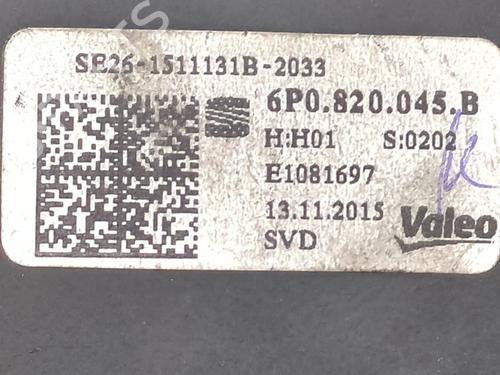 SE26-1511131B-2033
6P0.820.045.B
H:H01 S:0202
E1081697
13.11.2015
SVD
Valeo